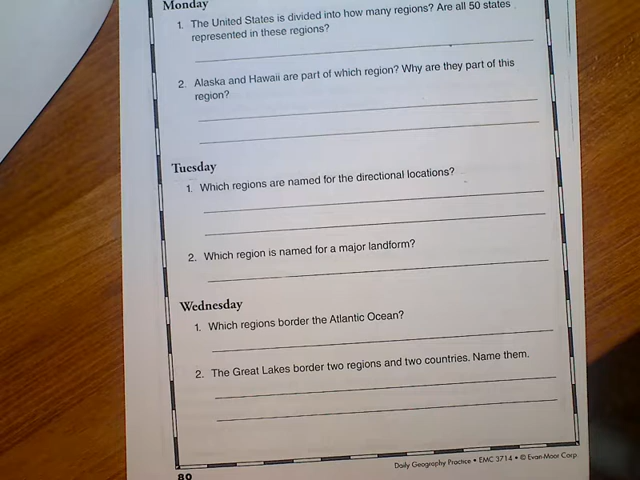 Monday
1. The United States is divided into how many regions? Are all 50 states
represented in these regions?
2. Alaska and Hawaii are part of which region? Why are they part of this
region?
Tuesday
1. Which regions are named for the directional locations?
2. Which region is named for a major landform?
Wednesday
1. Which regions border the Atlantic Ocean?
2. The Great Lakes border two regions and two countries. Name them.
Daily Geography Practice • EMC 3714 • © Evan-Moor Corp.
80